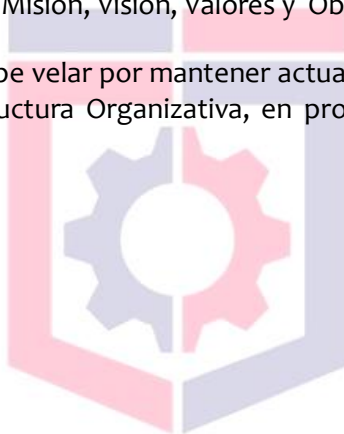 Misión, visión, valores y Ob
be velar por mantener actua
uctura Organizativa, en pro